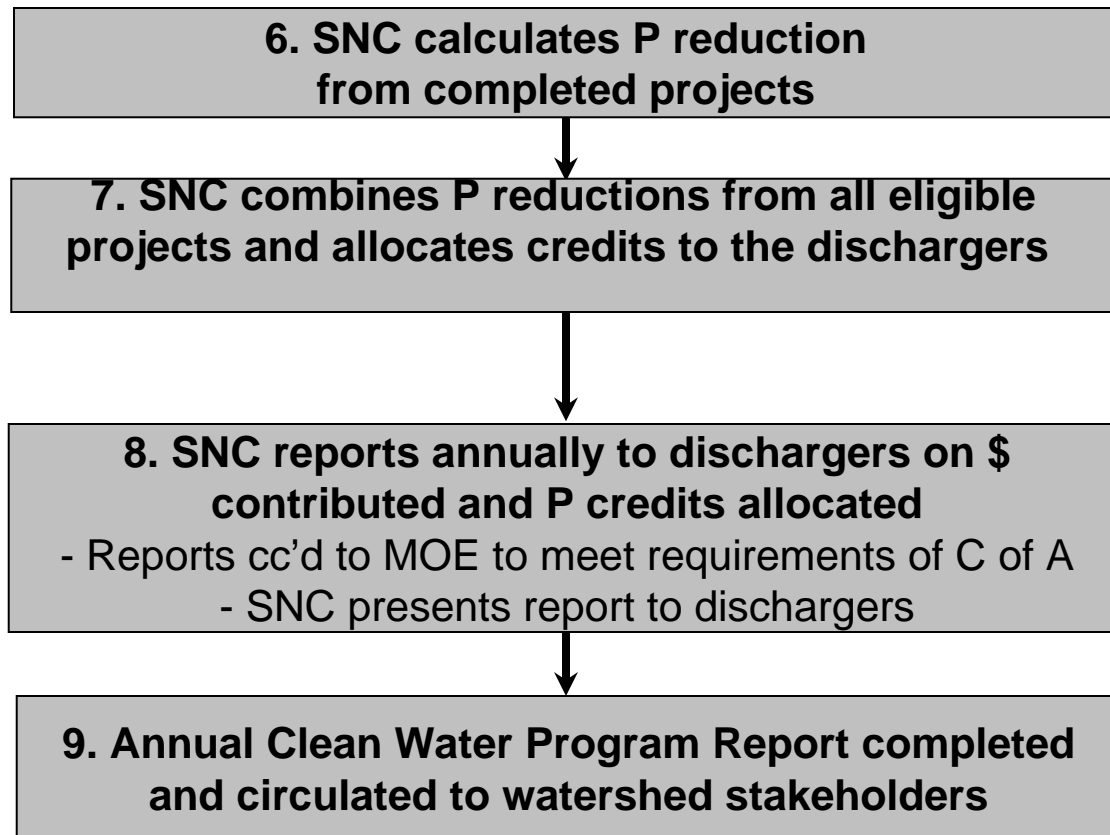 6. SNC calculates P reduction
from completed projects
7. SNC combines P reductions from all eligible
projects and allocates credits to the dischargers
8. SNC reports annually to dischargers on $
contributed and P credits allocated
- Reports cc’d to MOE to meet requirements of C of A
- SNC presents report to dischargers
9. Annual Clean Water Program Report completed
and circulated to watershed stakeholders